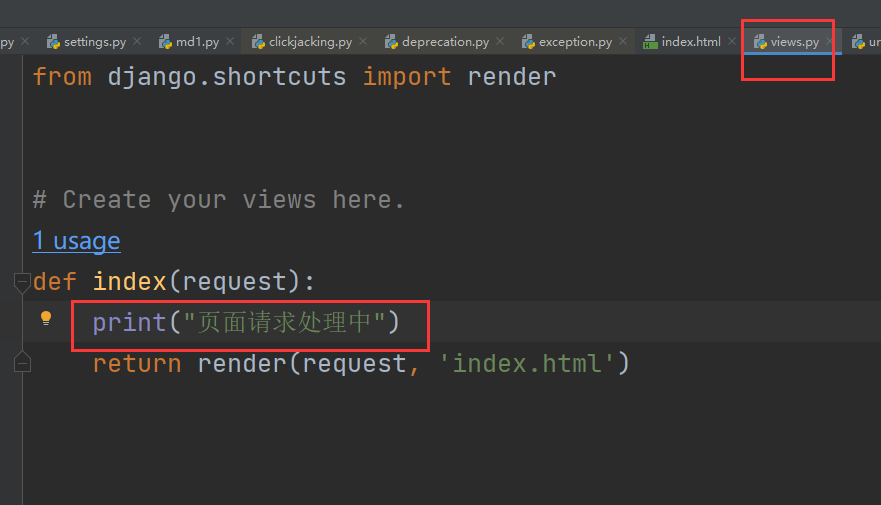 py settings.py md1.py clickjacking.py deprecation.py exception.py index.html views.py ur
from django.shortcuts import render
# Create your views here.
1 usage
def index(request):
print("页面请求处理中")
return render(request, 'index.html')